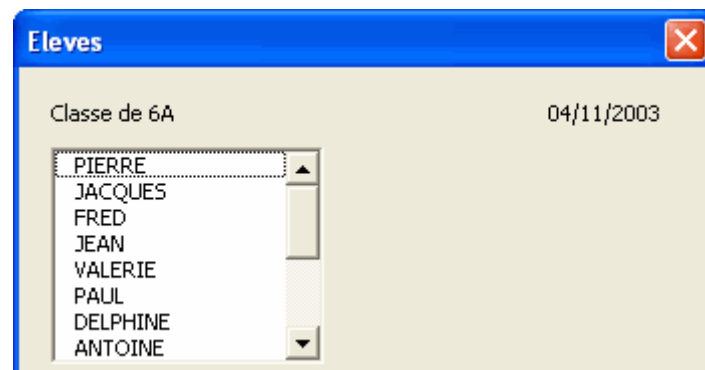 Eleves
Classe de 6A 04/11/2003
PIERRE
JACQUES
FRED
JEAN
VALERIE
PAUL
DELPHINE
ANTOINE